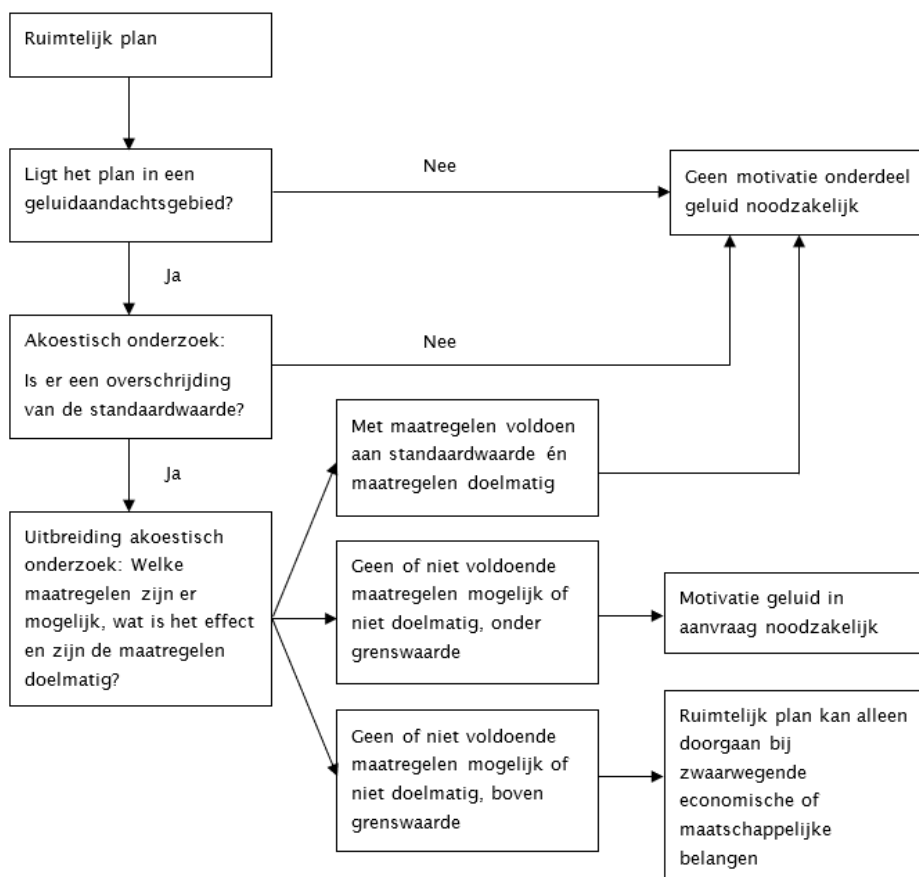 Ruimtelijk plan
Ligt het plan in een
geluidaandachtsgebied?
Nee
Geen motivatie onderdeel
geluid noodzakelijk
Ja
Akoestisch onderzoek:
Is er een overschrijding
van de standaardwaarde?
Nee
Ja
Met maatregelen voldoen
aan standaardwaarde én
maatregelen doelmatig
Uitbreiding akoestisch
onderzoek: Welke
maatregelen zijn er
mogelijk, wat is het effect
en zijn de maatregelen
doelmatig?
Geen of niet voldoende
maatregelen mogelijk of
niet doelmatig, onder
grenswaarde
Motivatie geluid in
aanvraag noodzakelijk
Geen of niet voldoende
maatregelen mogelijk of
niet doelmatig, boven
grenswaarde
Ruimtelijk plan kan alleen
doorgaan bij
zwaarwegende
economische of
maatschappelijke
belangen